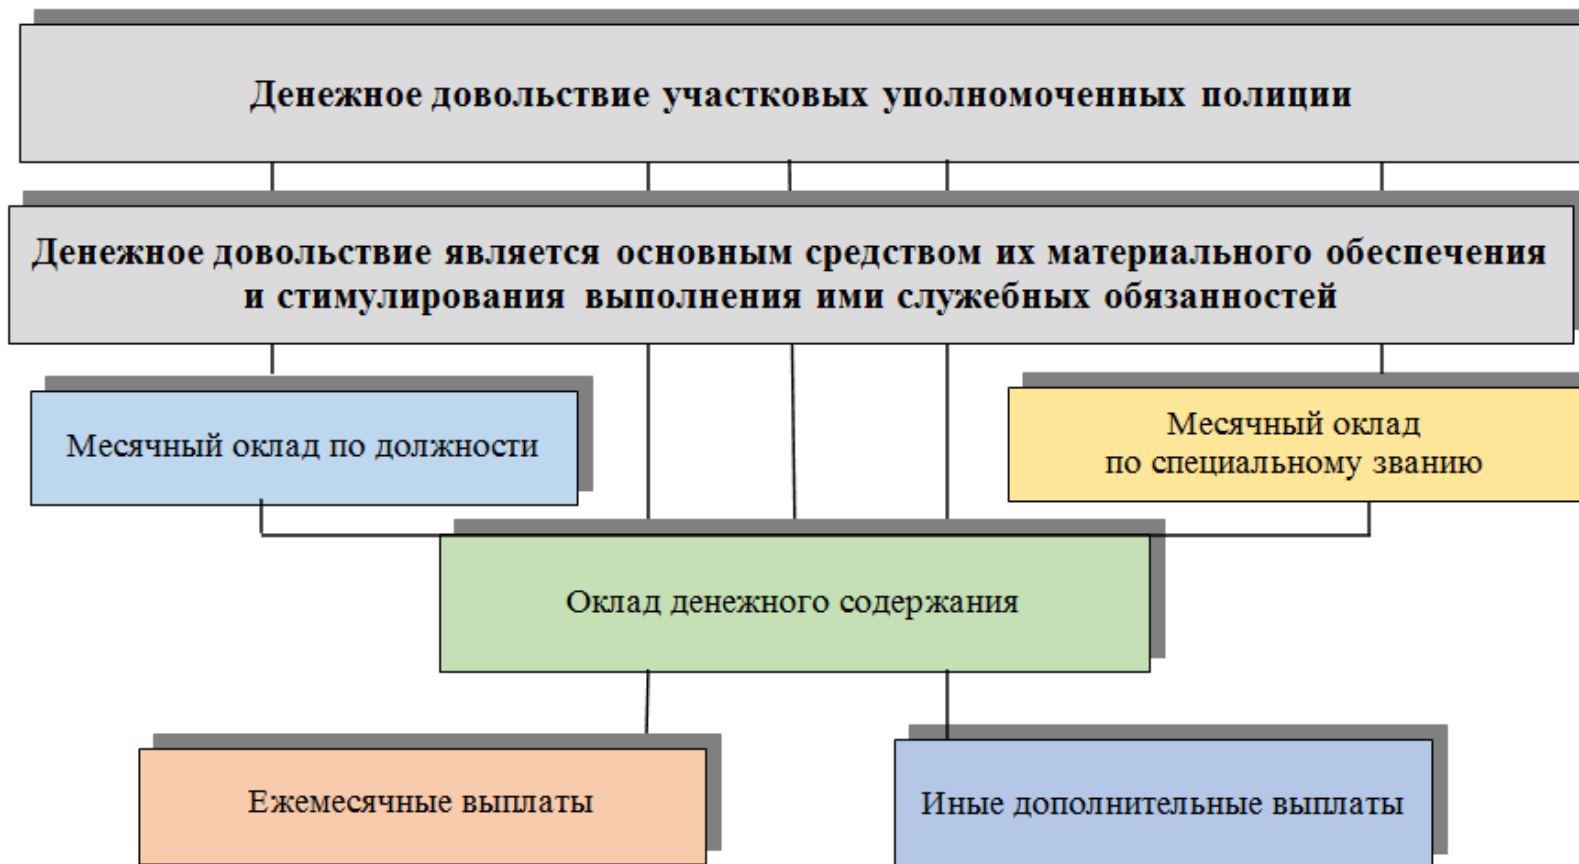 Денежное довольствие участковых уполномоченных полиции
Денежное довольствие является основным средством их материального обеспечения
и стимулирования выполнения ими служебных обязанностей
Месячный оклад по должности
Месячный оклад
по специальному званию
Оклад денежного содержания
Ежемесячные выплаты
Иные дополнительные выплаты